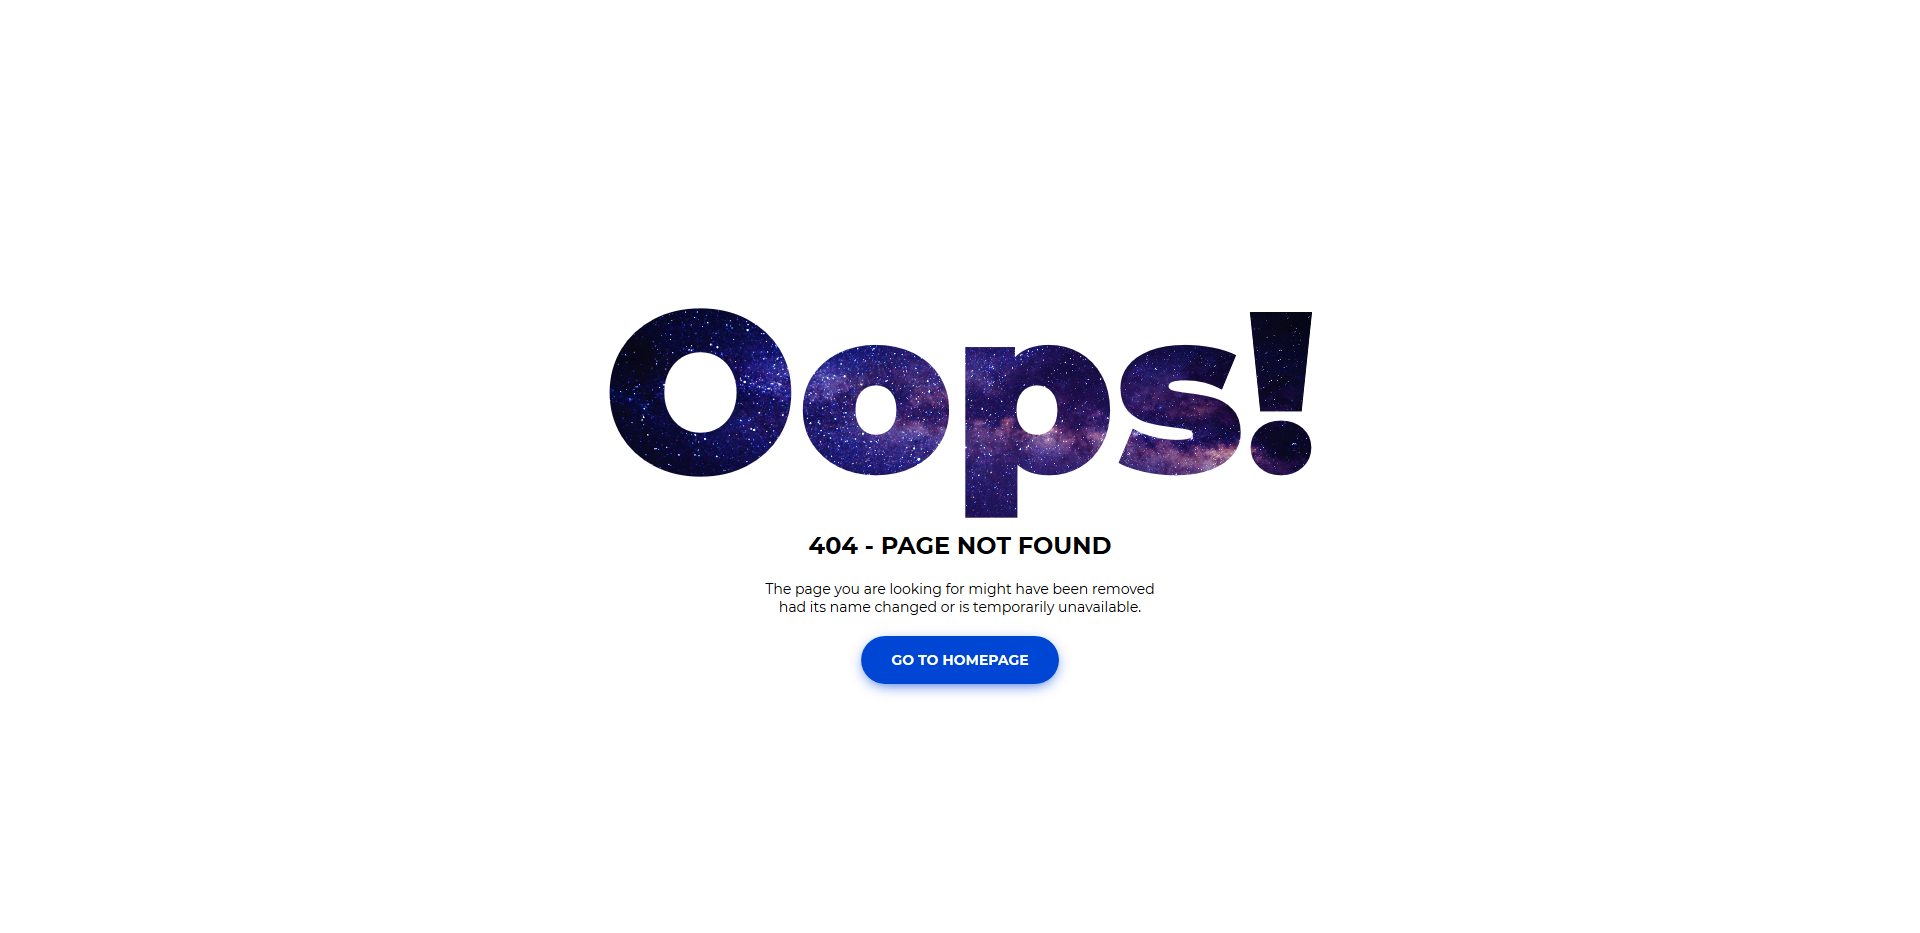 Oops!
404 - PAGE NOT FOUND
The page you are looking for might have been removed
had its name changed or is temporarily unavailable.
GO TO HOMEPAGE